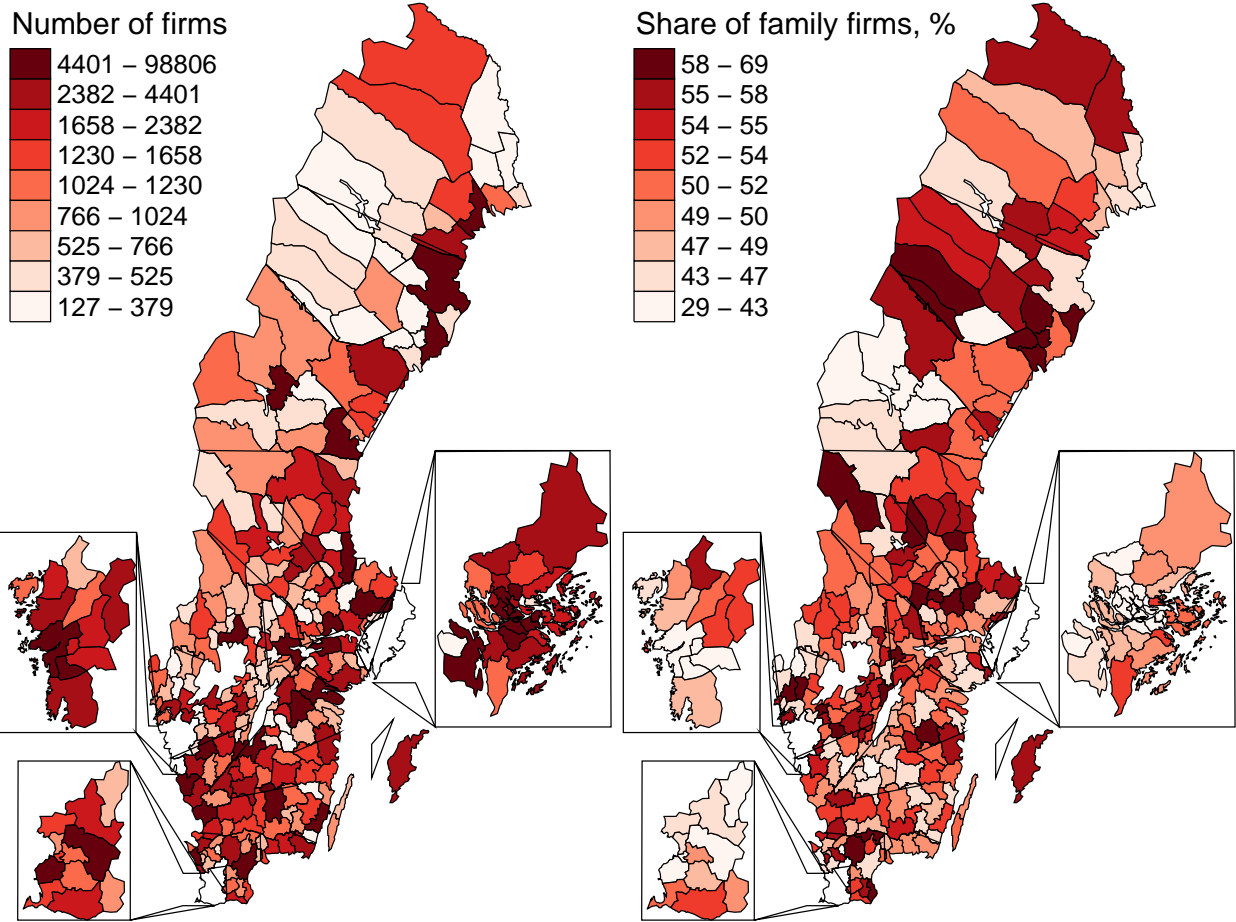 Number of firms
4401 – 98806
2382 – 4401
1658 – 2382
1230 – 1658
1024 – 1230
766 – 1024
525 – 766
379 – 525
127 – 379
Share of family firms, %
58 – 69
55 – 58
54 – 55
52 – 54
50 – 52
49 – 50
47 – 49
43 – 47
29 – 43